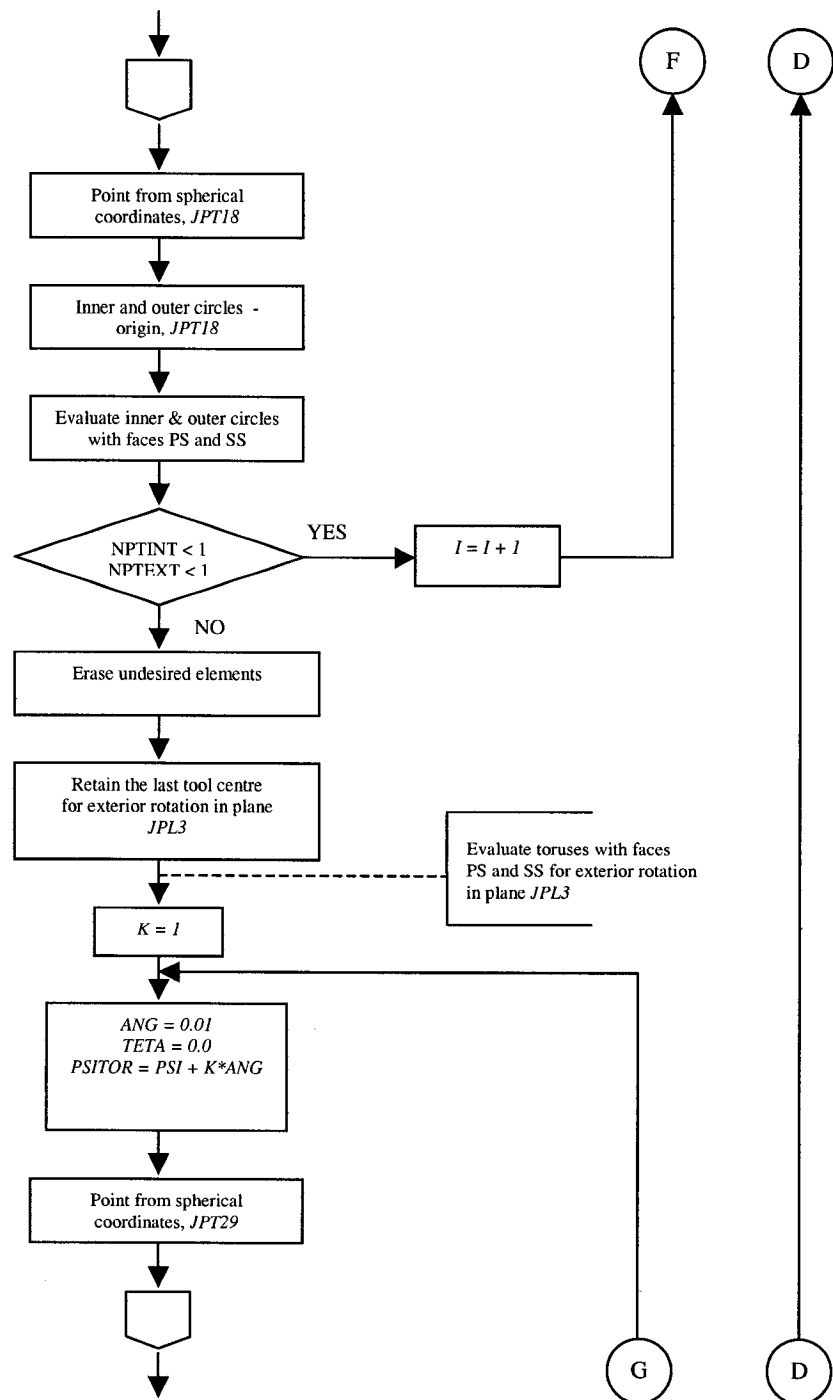 F
D
Point from spherical
coordinates, JPT18
Inner and outer circles -
origin, JPT18
Evaluate inner & outer circles
with faces PS and SS
YES
NPTINT < 1
NPTEXT < 1
I = I + 1
NO
Erase undesired elements
Retain the last tool centre
for exterior rotation in plane
JPL3
Evaluate toruses with faces
PS and SS for exterior rotation
in plane JPL3
K = 1
ANG = 0.01
TETA = 0.0
PSITOR = PSI + K*ANG
Point from spherical
coordinates, JPT29
G
D